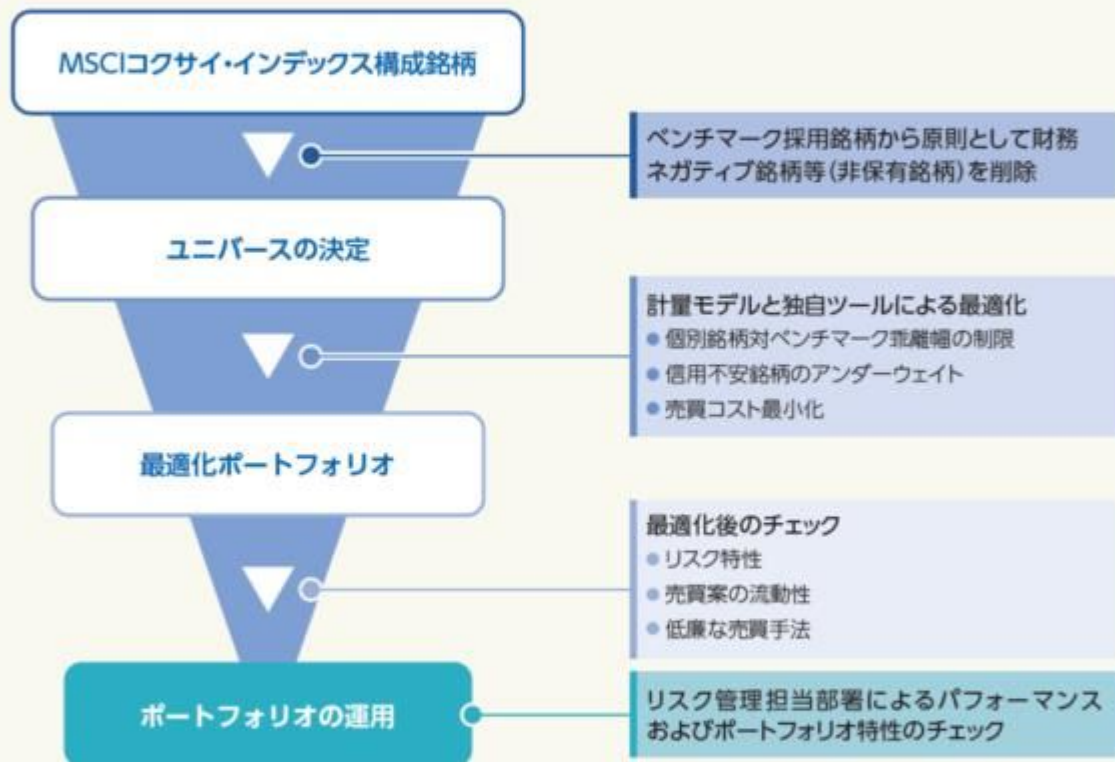 MSCIコクサイ・インデックス構成銘柄
ベンチマーク採用銘柄から原則として財務
ネガティブ銘柄等(非保有銘柄)を削除
ユニバースの決定
計量モデルと独自ツールによる最適化
● 個別銘柄対ベンチマーク乖離幅の制限
● 信用不安銘柄のアンダーウェイト
● 売買コスト最小化
最適化ポートフォリオ
最適化後のチェック
● リスク特性
● 売買案の流動性
● 低廉な売買手法
ポートフォリオの運用
リスク管理担当部署によるパフォーマンス
およびポートフォリオ特性のチェック